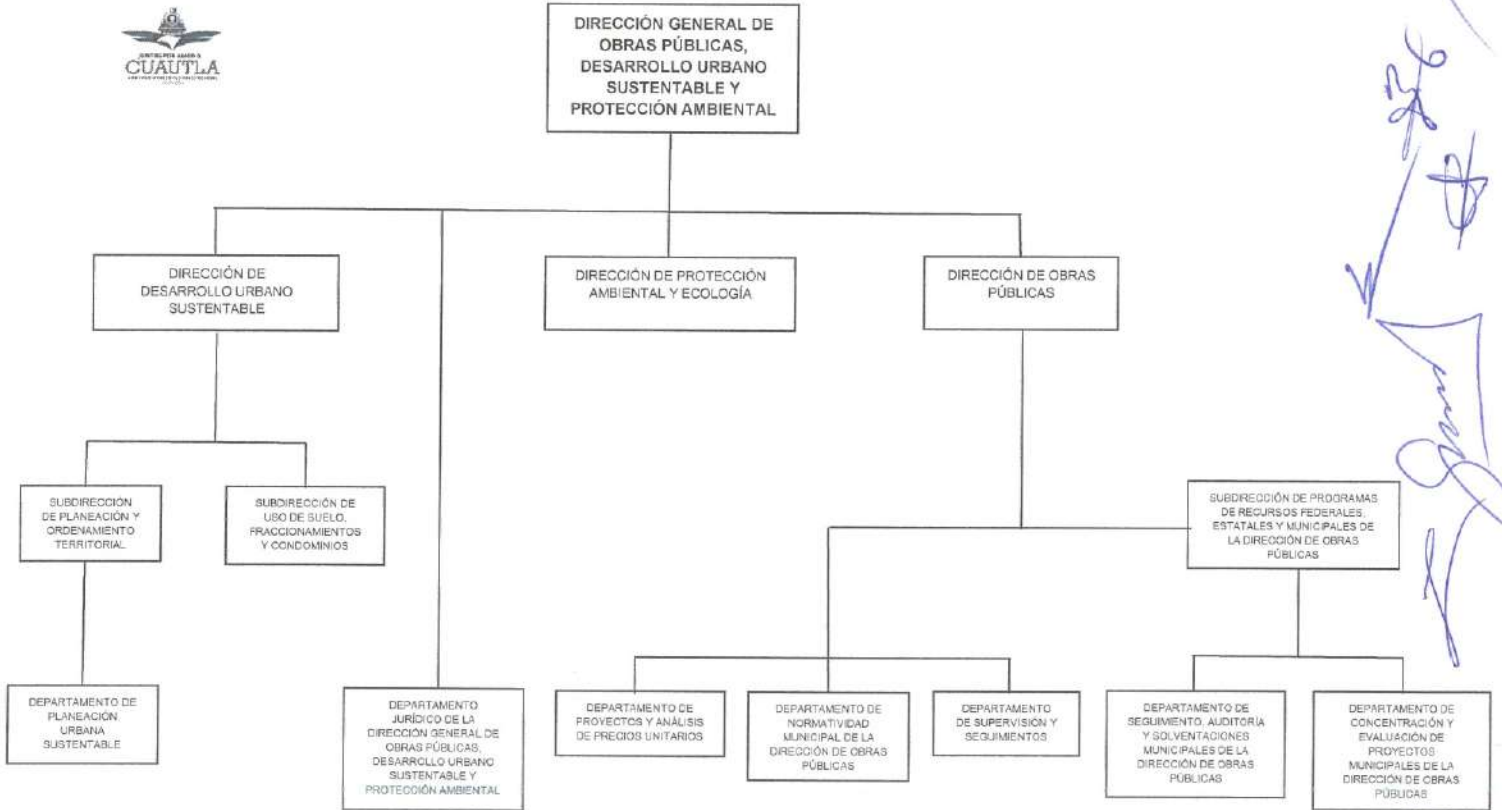 CUAUTLA
DIRECCIÓN GENERAL DE
OBRAS PÚBLICAS,
DESARROLLO URBANO
SUSTENTABLE Y
PROTECCIÓN AMBIENTAL
DIRECCIÓN DE
DESARROLLO URBANO
SUSTENTABLE
DIRECCIÓN DE PROTECCIÓN
AMBIENTAL Y ECOLOGÍA
DIRECCIÓN DE OBRAS
PÚBLICAS
SUBDIRECCIÓN
DE PLANEACIÓN Y
ORDENAMIENTO
TERRITORIAL
SUBDIRECCIÓN DE
USO DE SUELO,
FRACCIONAMIENTOS
Y CONDOMINIOS
SUBDIRECCIÓN DE PROGRAMAS
DE RECURSOS FEDERALES,
ESTATALES Y MUNICIPALES DE
LA DIRECCIÓN DE OBRAS
PÚBLICAS
DEPARTAMENTO DE
PLANEACIÓN
URBANA
SUSTENTABLE
DEPARTAMENTO
JURÍDICO DE LA
DIRECCIÓN GENERAL DE
OBRAS PÚBLICAS,
DESARROLLO URBANO
SUSTENTABLE Y
PROTECCIÓN AMBIENTAL
DEPARTAMENTO DE
PROYECTOS Y ANÁLISIS
DE PRECIOS UNITARIOS
DEPARTAMENTO DE
NORMATIVIDAD
MUNICIPAL DE LA
DIRECCIÓN DE OBRAS
PÚBLICAS
DEPARTAMENTO
DE SUPERVISIÓN Y
SEGUIMIENTOS
DEPARTAMENTO DE
SEGUIMIENTO, AUDITORÍA
Y SOLVENTACIONES
MUNICIPALES DE LA
DIRECCIÓN DE OBRAS
PÚBLICAS
DEPARTAMENTO DE
CONCENTRACIÓN Y
EVALUACIÓN DE
PROYECTOS
MUNICIPALES DE LA
DIRECCIÓN DE OBRAS
PÚBLICAS